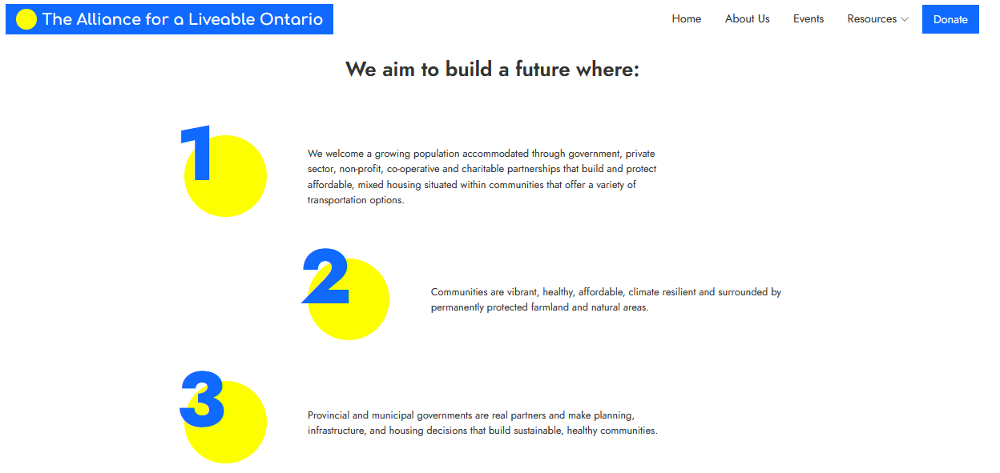 The Alliance for a Liveable Ontario
Home About Us Events Resources Donate
We aim to build a future where:
1
We welcome a growing population accommodated through government, private
sector, non-profit, co-operative and charitable partnerships that build and protect
affordable, mixed housing situated within communities that offer a variety of
transportation options.
2
Communities are vibrant, healthy, affordable, climate resilient and surrounded by
permanently protected farmland and natural areas.
3
Provincial and municipal governments are real partners and make planning,
infrastructure, and housing decisions that build sustainable, healthy communities.